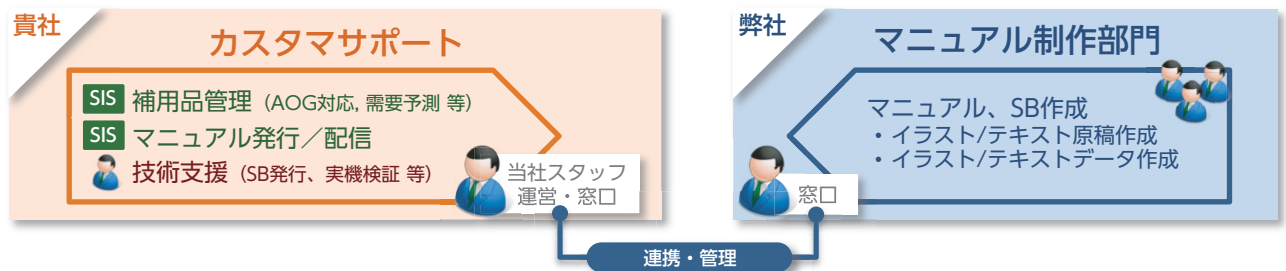 貴社
カスタマサポート
SIS 補用品管理（AOG対応, 需要予測 等）
SIS マニュアル発行／配信
技術支援（SB発行、実機検証 等）
当社スタッフ
運営・窓口
弊社
マニュアル制作部門
マニュアル、SB作成
・イラスト/テキスト原稿作成
・イラスト/テキストデータ作成
窓口
連携・管理